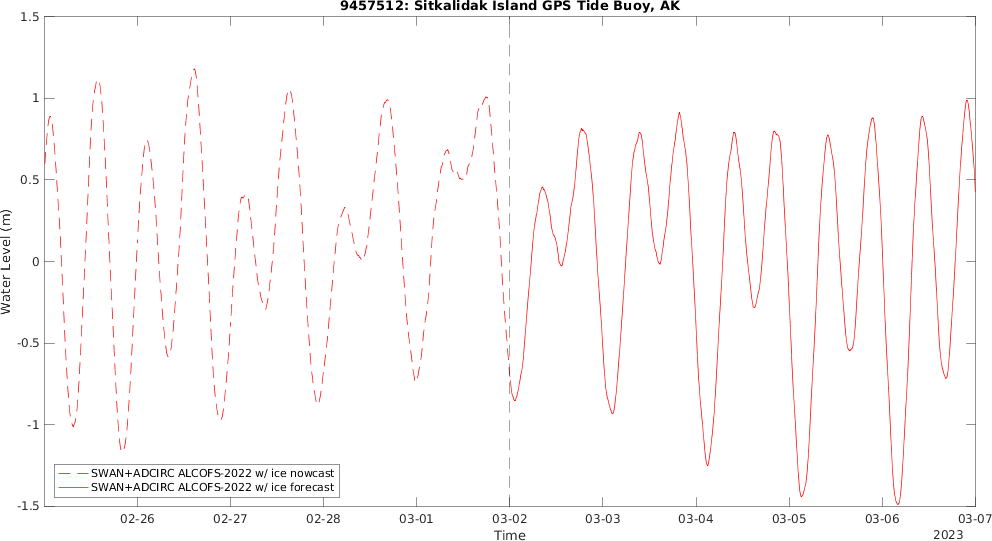 9457512: Sitkalidak Island GPS Tide Buoy, AK
1.5
1
0.5
0
-0.5
-1
-1.5
Water Level (m)
SWAN+ADCIRC ALCOFS-2022 w/ ice nowcast
SWAN+ADCIRC ALCOFS-2022 w/ ice forecast
02-26 02-27 02-28 03-01 03-02 03-03 03-04 03-05 03-06 03-07
Time
2023